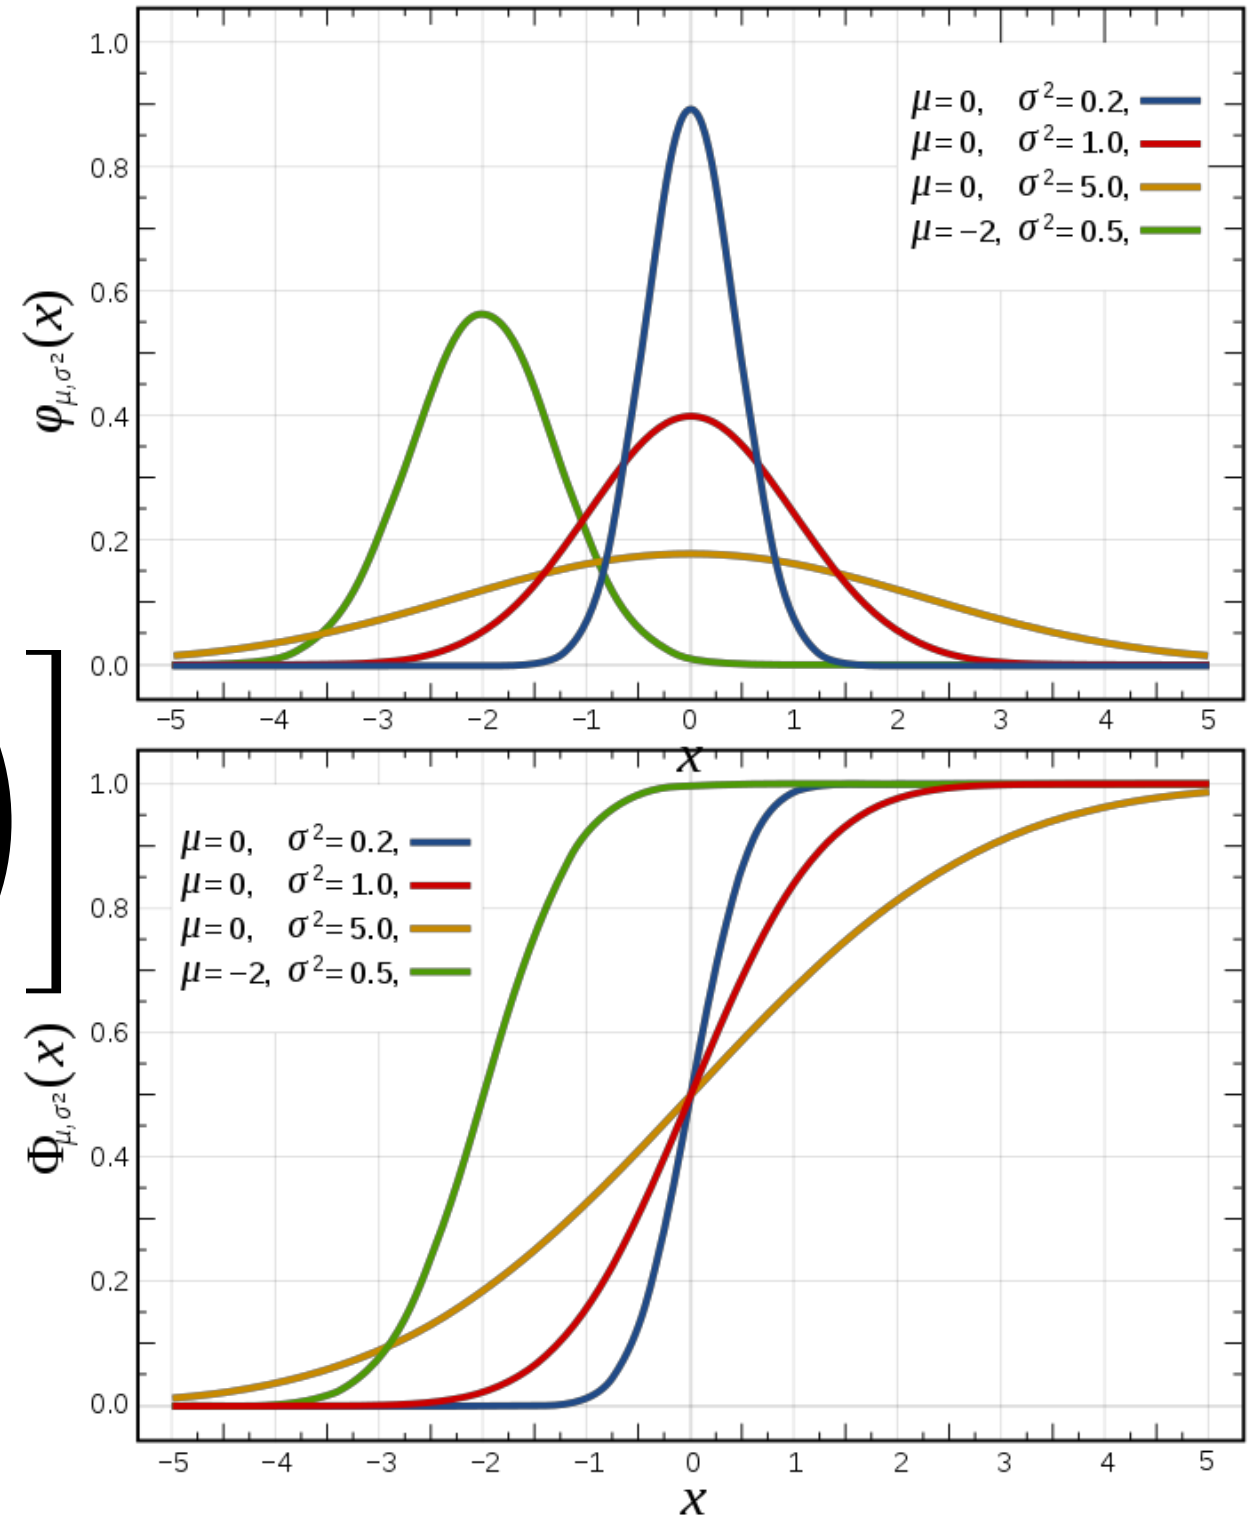 1.0
μ=0, σ²=0.2,
μ=0, σ²=1.0,
0.8
μ=0, σ²=5.0,
μ=−2, σ²=0.5,
0.6
φμ,σ²(x)
0.4
0.2
0.0
−5 −4 −3 −2 −1 0 1 2 3 4 5
x
1.0
μ=0, σ²=0.2,
μ=0, σ²=1.0,
0.8
μ=0, σ²=5.0,
μ=−2, σ²=0.5,
0.6
Φμ,σ²(x)
0.4
0.2
0.0
−5 −4 −3 −2 −1 0 1 2 3 4 5
x
)
]